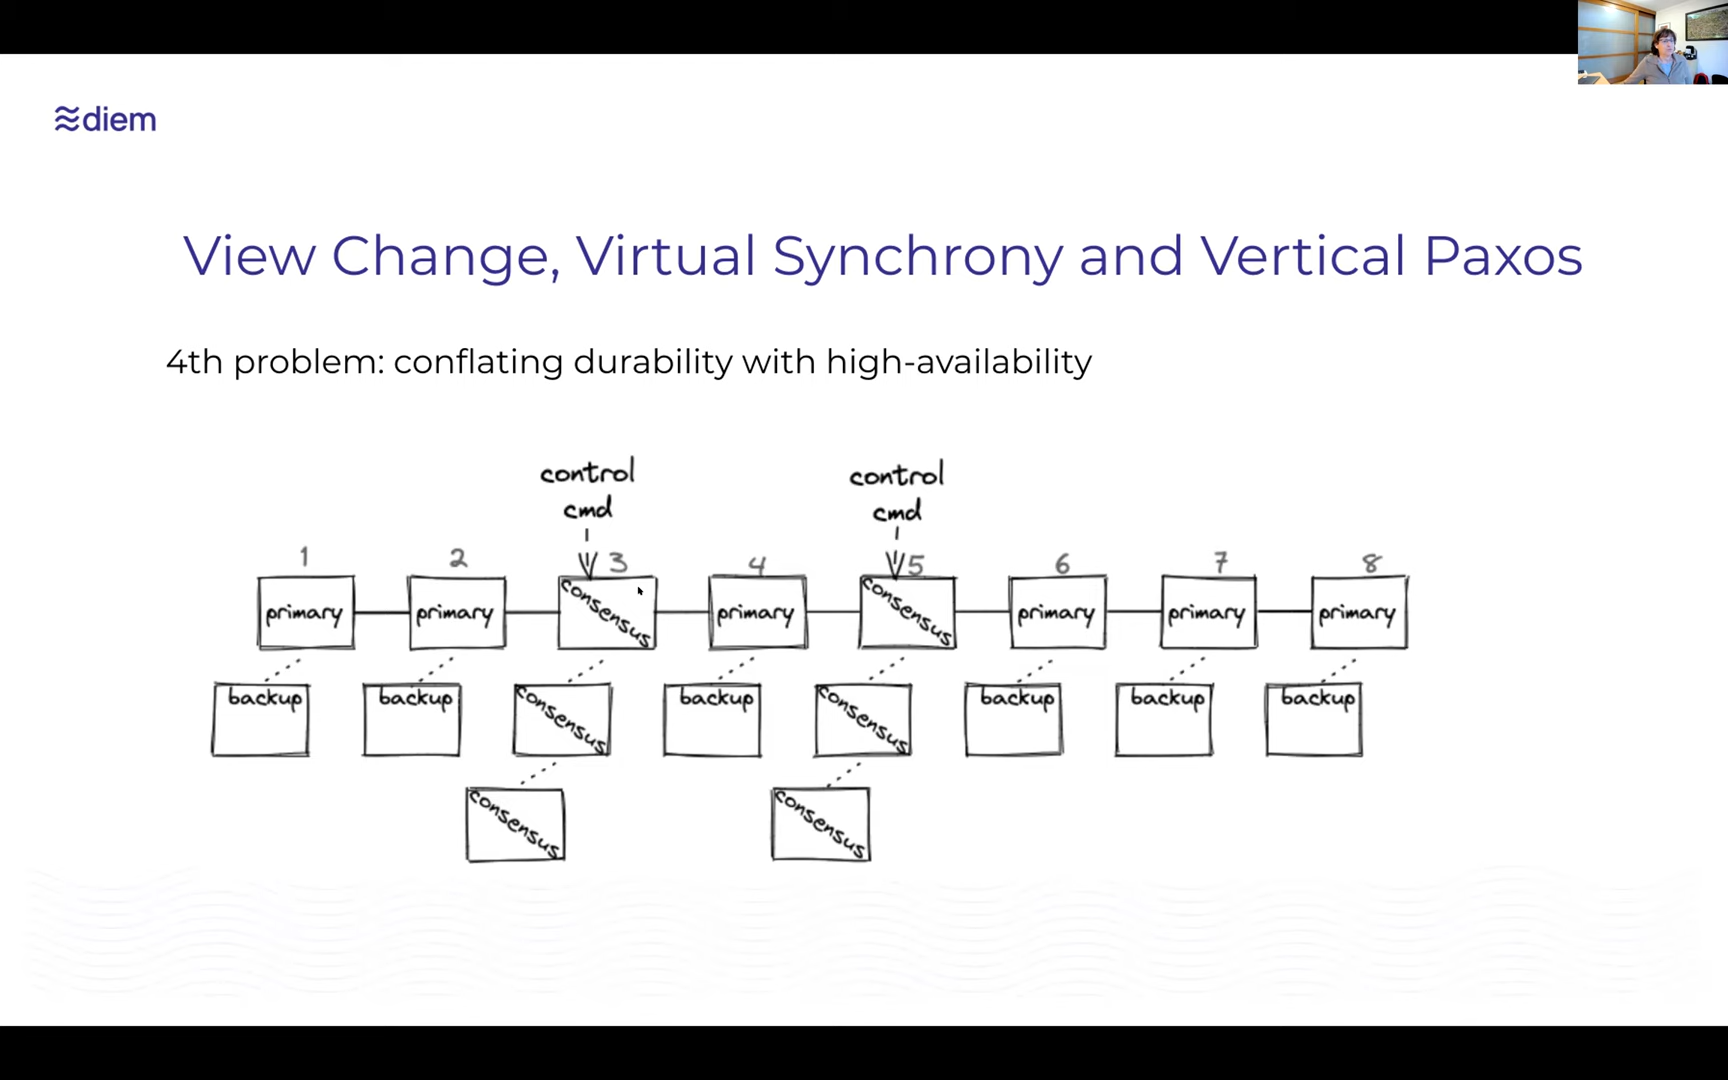 diem
View Change, Virtual Synchrony and Vertical Paxos
4th problem: conflating durability with high-availability
control
cmd
control
cmd
1 2 3 4 5 6 7 8
primary primary consensus primary consensus primary primary primary
backup backup consensus backup consensus backup backup backup
consensus consensus